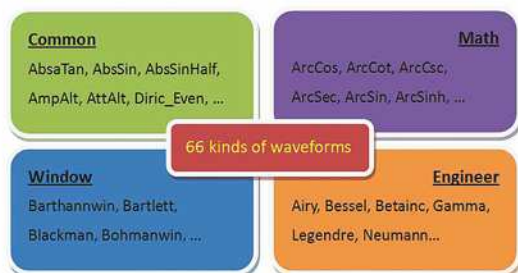 Common
AbsaTan, AbsSin, AbsSinHalf,
AmpAlt, AttAlt, Diric_Even, ...
Math
ArcCos, ArcCot, ArcCsc,
ArcSec, ArcSin, ArcSinh, ...
66 kinds of waveforms
Window
Barthannwin, Bartlett,
Blackman, Bohmanwin, ...
Engineer
Airy, Bessel, Betainc, Gamma,
Legendre, Neumann...